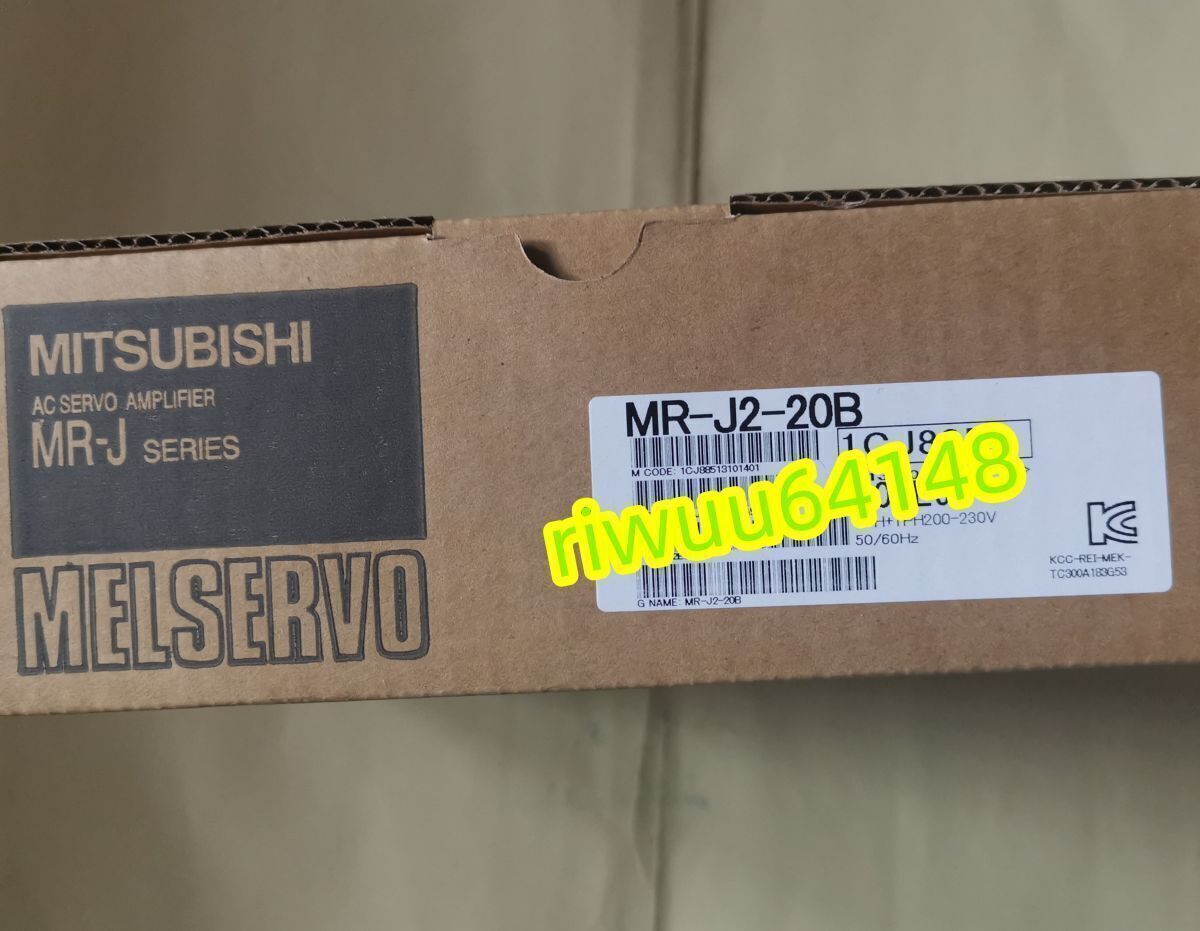 MITSUBISHI
AC SERVO AMPLIFIER
MR-J SERIES
MELSERVO
MR-J2-20B
M CODE: 1CJ88513101401
riwuu64148
50/60Hz
G NAME: MR-J2-20B
KCC-REI-MEK-
TC300A183G53